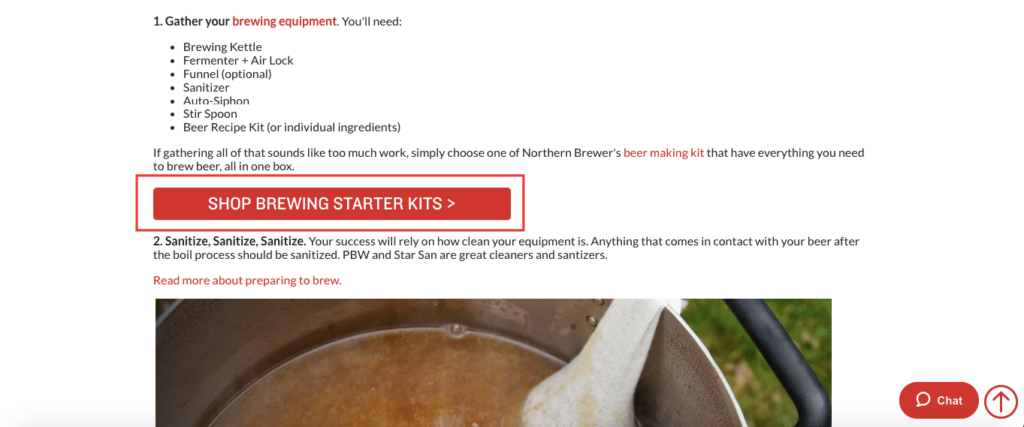 1. Gather your brewing equipment. You'll need:
Brewing Kettle
Fermenter + Air Lock
Funnel (optional)
Sanitizer
Auto-Siphon
Stir Spoon
Beer Recipe Kit (or individual ingredients)
If gathering all of that sounds like too much work, simply choose one of Northern Brewer's beer making kit that have everything you need
to brew beer, all in one box.
SHOP BREWING STARTER KITS >
2. Sanitize, Sanitize, Sanitize. Your success will rely on how clean your equipment is. Anything that comes in contact with your beer after
the boil process should be sanitized. PBW and Star San are great cleaners and santizers.
Read more about preparing to brew.
Chat